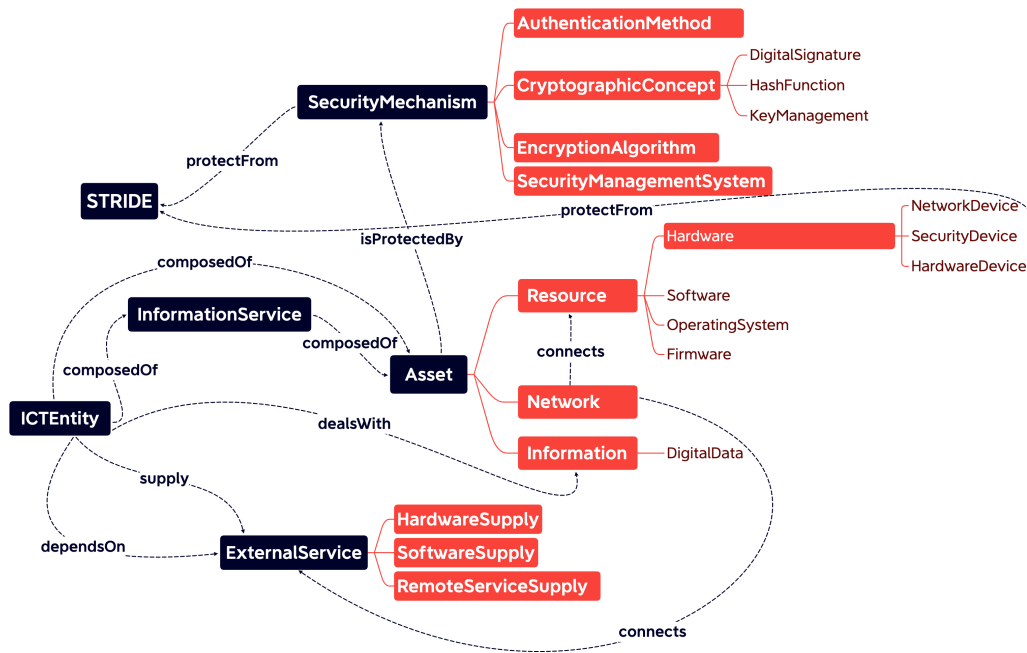 AuthenticationMethod
DigitalSignature
CryptographicConcept
HashFunction
SecurityMechanism
KeyManagement
EncryptionAlgorithm
protectFrom
SecurityManagementSystem
STRIDE
protectFrom
NetworkDevice
isProtectedBy
Hardware
SecurityDevice
composedOf
HardwareDevice
Resource
Software
InformationService
OperatingSystem
composedOf
connects
Firmware
composedOf
Asset
Network
ICTEntity
dealsWith
Information
DigitalData
supply
HardwareSupply
dependsOn
ExternalService
SoftwareSupply
RemoteServiceSupply
connects